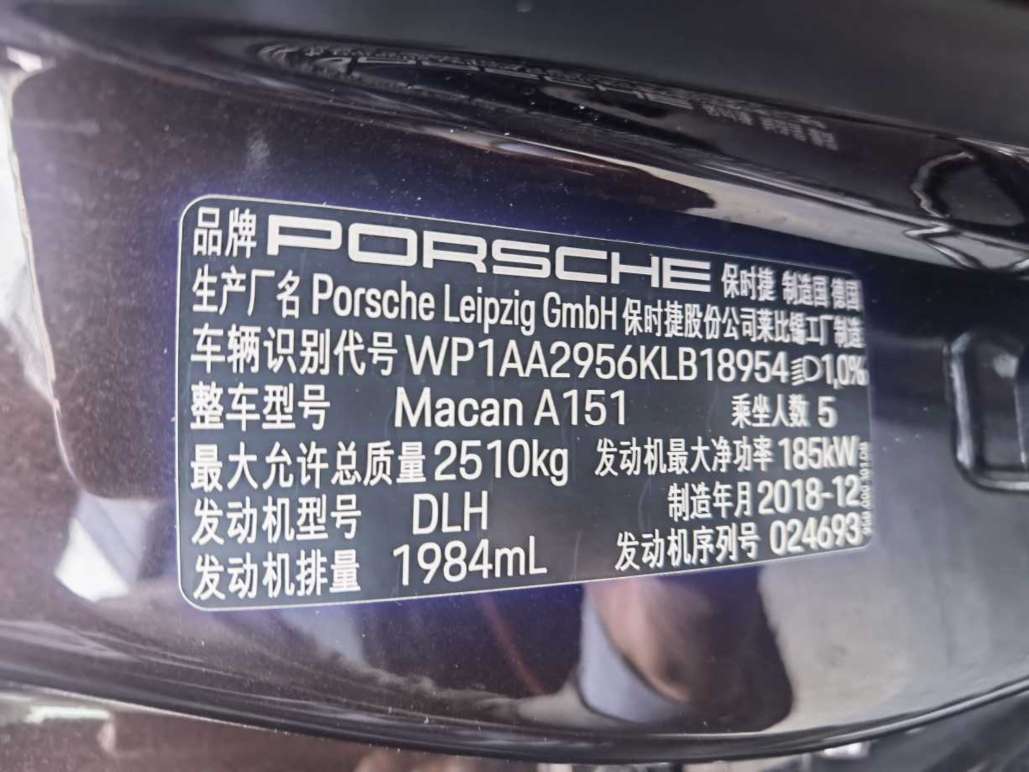 品牌 PORSCHE 保时捷 制造国 德国
生产厂名 Porsche Leipzig GmbH 保时捷股份公司莱比锡工厂制造
车辆识别代号 WP1AA2956KLB18954 1,0%
整车型号 Macan A151 乘坐人数 5
最大允许总质量 2510kg 发动机最大净功率 185kW
发动机型号 DLH 制造年月 2018-12
发动机排量 1984mL 发动机序列号 024693